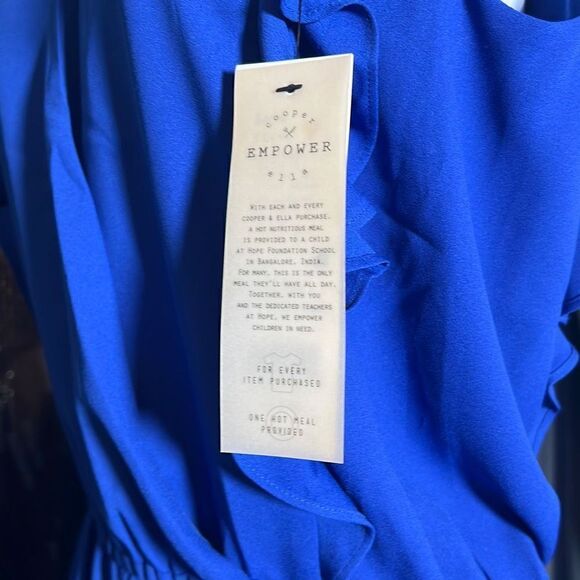 cooper
EMPOWER
ella
WITH EACH AND EVERY
COOPER & ELLA PURCHASE,
A HOT NUTRITIOUS MEAL
IS PROVIDED TO A CHILD
AT HOPE FOUNDATION SCHOOL
IN BANGALORE, INDIA.
FOR MANY, THIS IS THE ONLY
MEAL THEY'LL HAVE ALL DAY.
TOGETHER, WITH YOU
AND THE DEDICATED TEACHERS
AT HOPE, WE EMPOWER
CHILDREN IN NEED.
FOR EVERY
ITEM PURCHASED
ONE HOT MEAL
PROVIDED